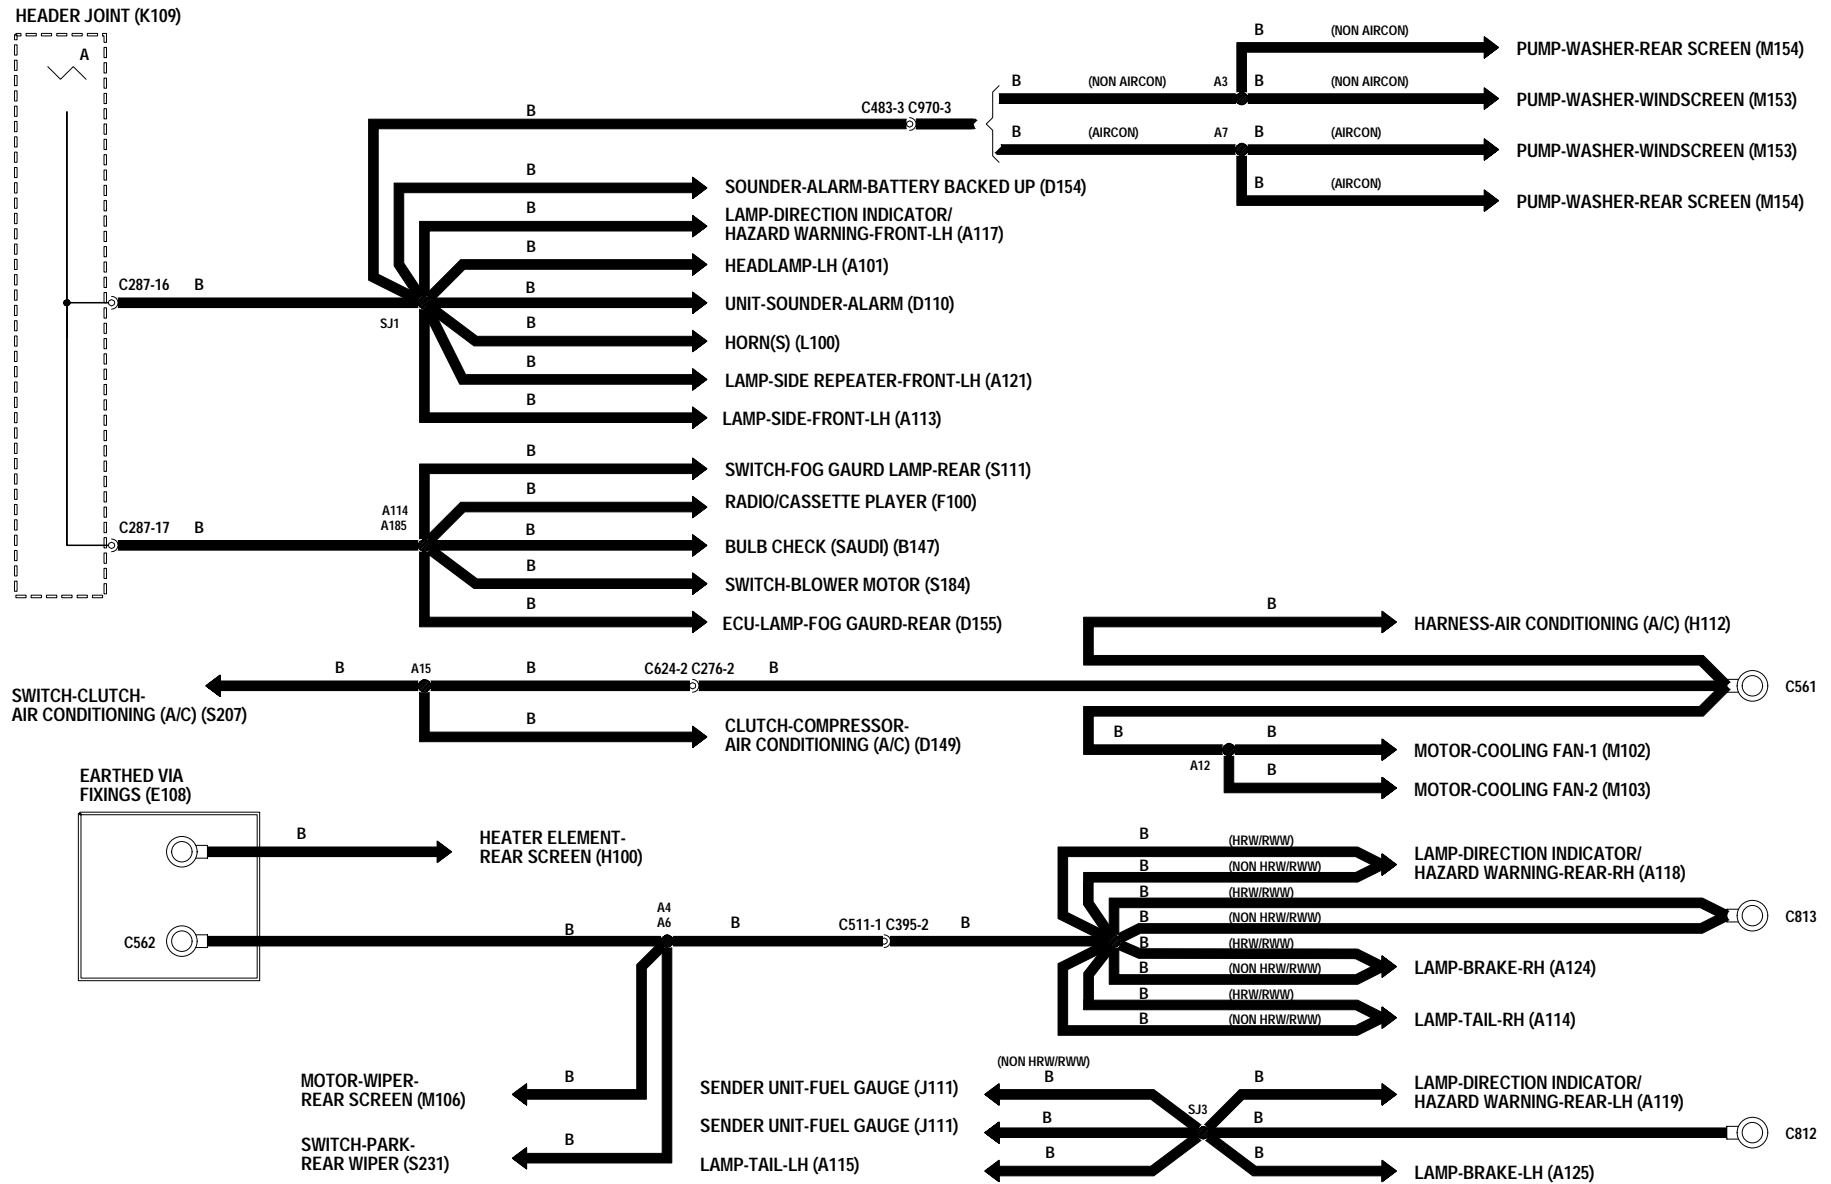 HEADER JOINT (K109)
A
B (NON AIRCON)
PUMP-WASHER-REAR SCREEN (M154)
B (NON AIRCON) A3 B (NON AIRCON)
PUMP-WASHER-WINDSCREEN (M153)
B
C483-3 C970-3
B (AIRCON) A7 B (AIRCON)
PUMP-WASHER-WINDSCREEN (M153)
B (AIRCON)
PUMP-WASHER-REAR SCREEN (M154)
B
SOUNDER-ALARM-BATTERY BACKED UP (D154)
B
LAMP-DIRECTION INDICATOR/
HAZARD WARNING-FRONT-LH (A117)
B
HEADLAMP-LH (A101)
C287-16 B
SJ1
B
UNIT-SOUNDER-ALARM (D110)
B
HORN(S) (L100)
B
LAMP-SIDE REPEATER-FRONT-LH (A121)
B
LAMP-SIDE-FRONT-LH (A113)
B
SWITCH-FOG GAURD LAMP-REAR (S111)
B
RADIO/CASSETTE PLAYER (F100)
A114
A185
C287-17 B
B
BULB CHECK (SAUDI) (B147)
B
SWITCH-BLOWER MOTOR (S184)
B
ECU-LAMP-FOG GAURD-REAR (D155)
B
HARNESS-AIR CONDITIONING (A/C) (H112)
B A15 B C624-2 C276-2 B
SWITCH-CLUTCH-
AIR CONDITIONING (A/C) (S207)
C561
B
CLUTCH-COMPRESSOR-
AIR CONDITIONING (A/C) (D149)
B B
MOTOR-COOLING FAN-1 (M102)
A12 B
MOTOR-COOLING FAN-2 (M103)
EARTHED VIA
FIXINGS (E108)
B
HEATER ELEMENT-
REAR SCREEN (H100)
B (HRW/RWW)
B (NON HRW/RWW)
LAMP-DIRECTION INDICATOR/
HAZARD WARNING-REAR-RH (A118)
B (HRW/RWW)
B (NON HRW/RWW)
C813
C562
B
A4
A6
B C511-1 C395-2 B
B (HRW/RWW)
B (NON HRW/RWW)
LAMP-BRAKE-RH (A124)
B (HRW/RWW)
B (NON HRW/RWW)
LAMP-TAIL-RH (A114)
MOTOR-WIPER-
REAR SCREEN (M106)
B
SWITCH-PARK-
REAR WIPER (S231)
B
(NON HRW/RWW)
SENDER UNIT-FUEL GAUGE (J111)
B
SENDER UNIT-FUEL GAUGE (J111)
B
LAMP-TAIL-LH (A115)
B
SJ3
B
LAMP-DIRECTION INDICATOR/
HAZARD WARNING-REAR-LH (A119)
B
C812
B
LAMP-BRAKE-LH (A125)